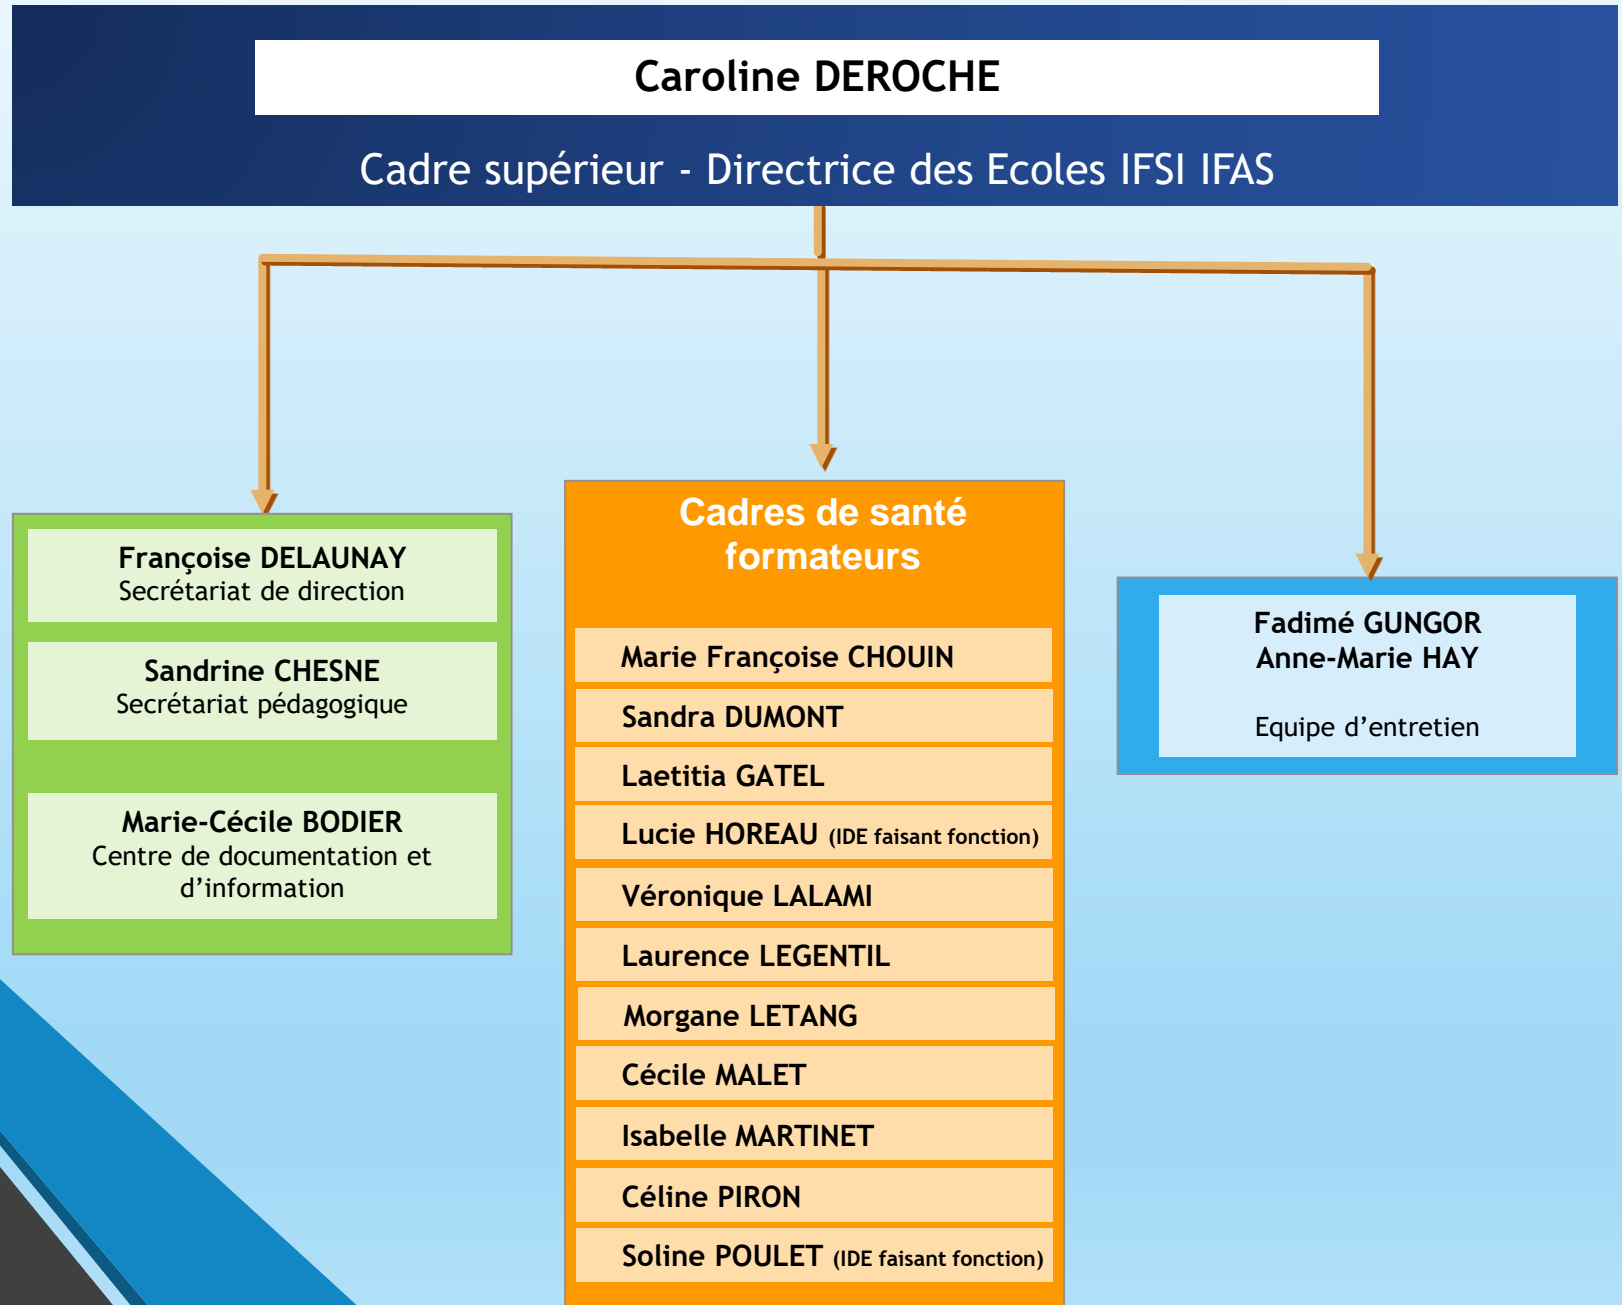 Caroline DEROCHE
Cadre supérieur - Directrice des Ecoles IFSI IFAS
Françoise DELAUNAY
Secrétariat de direction
Sandrine CHESNE
Secrétariat pédagogique
Marie-Cécile BODIER
Centre de documentation et
d’information
Cadres de santé
formateurs
Marie Françoise CHOUIN
Sandra DUMONT
Laetitia GATEL
Lucie HOREAU (IDE faisant fonction)
Véronique LALAMI
Laurence LEGENTIL
Morgane LETANG
Cécile MALET
Isabelle MARTINET
Céline PIRON
Soline POULET (IDE faisant fonction)
Fadimé GUNGOR
Anne-Marie HAY
Equipe d’entretien